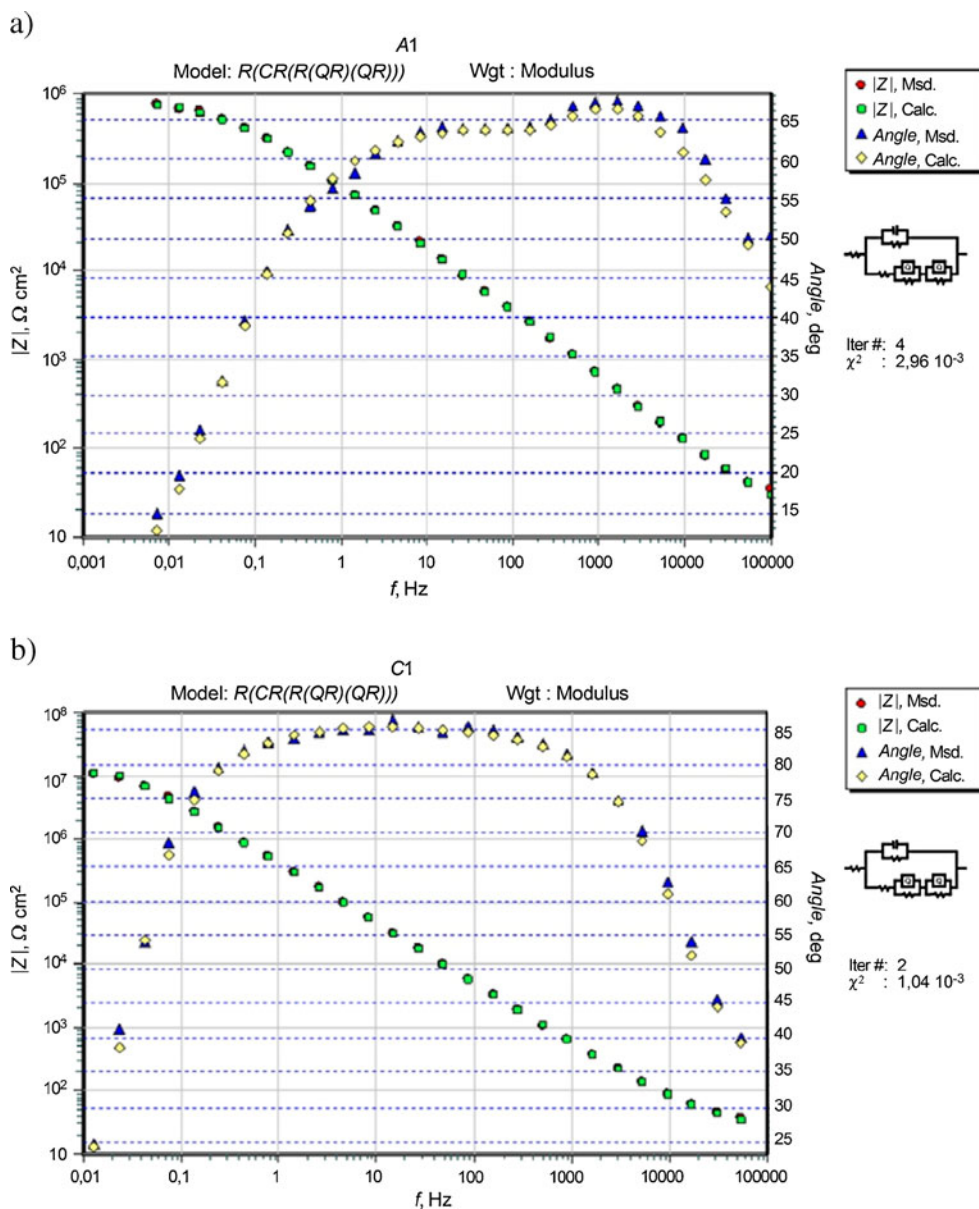 a)
A1
Model: R(CR(R(QR)(QR))) Wgt : Modulus
|Z|, Msd.
|Z|, Calc.
Angle, Msd.
Angle, Calc.
10⁶
10⁵
10⁴
10³
10²
10
|Z|, Ω cm²
65
60
55
50
45
40
35
30
25
20
15
Angle, deg
0,001 0,01 0,1 1 10 100 1000 10000 100000
f, Hz
Q Q
Iter #: 4
χ² : 2,96 10⁻³
b)
C1
Model: R(CR(R(QR)(QR))) Wgt : Modulus
|Z|, Msd.
|Z|, Calc.
Angle, Msd.
Angle, Calc.
10⁸
10⁷
10⁶
10⁵
10⁴
10³
10²
10
|Z|, Ω cm²
85
80
75
70
65
60
55
50
45
40
35
30
25
Angle, deg
0,01 0,1 1 10 100 1000 10000 100000
f, Hz
Q Q
Iter #: 2
χ² : 1,04 10⁻³